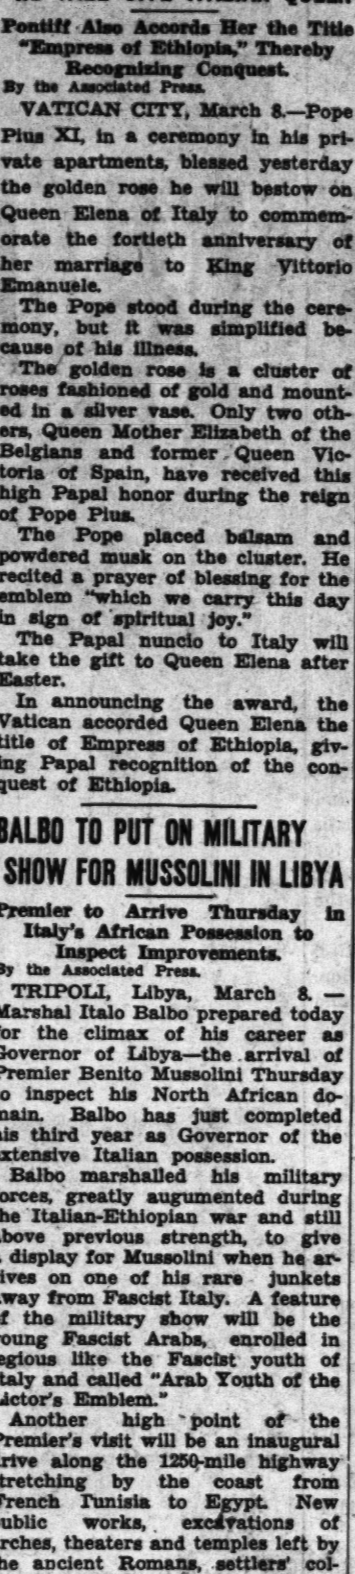 Pontiff Also Accords Her the Title
"Empress of Ethiopia," Thereby
Recognizing Conquest.
By the Associated Press.
VATICAN CITY, March 8.—Pope
Pius XI, in a ceremony in his pri-
vate apartments, blessed yesterday
the golden rose he will bestow on
Queen Elena of Italy to commem-
orate the fortieth anniversary of
her marriage to King Vittorio
Emanuele.
The Pope stood during the cere-
mony, but it was simplified be-
cause of his illness.
The golden rose is a cluster of
roses fashioned of gold and mount-
ed in a silver vase. Only two oth-
ers, Queen Mother Elizabeth of the
Belgians and former Queen Vic-
toria of Spain, have received this
high Papal honor during the reign
of Pope Pius.
The Pope placed balsam and
powdered musk on the cluster. He
recited a prayer of blessing for the
emblem "which we carry this day
in sign of spiritual joy."
The Papal nuncio to Italy will
take the gift to Queen Elena after
Easter.
In announcing the award, the
Vatican accorded Queen Elena the
title of Empress of Ethiopia, giv-
ing Papal recognition of the con-
quest of Ethiopia.
BALBO TO PUT ON MILITARY
SHOW FOR MUSSOLINI IN LIBYA
Premier to Arrive Thursday in
Italy's African Possession to
Inspect Improvements.
By the Associated Press.
TRIPOLI, Libya, March 8. —
Marshal Italo Balbo prepared today
for the climax of his career as
Governor of Libya—the arrival of
Premier Benito Mussolini Thursday
to inspect his North African do-
main. Balbo has just completed
his third year as Governor of the
extensive Italian possession.
Balbo marshalled his military
forces, greatly augumented during
the Italian-Ethiopian war and still
above previous strength, to give
a display for Mussolini when he ar-
rives on one of his rare junkets
away from Fascist Italy. A feature
of the military show will be the
young Fascist Arabs, enrolled in
legious like the Fascist youth of
Italy and called "Arab Youth of the
Lictor's Emblem."
Another high point of the
Premier's visit will be an inaugural
drive along the 1250-mile highway
stretching by the coast from
French Tunisia to Egypt. New
public works, excavations of
arches, theaters and temples left by
the ancient Romans, settlers' col-